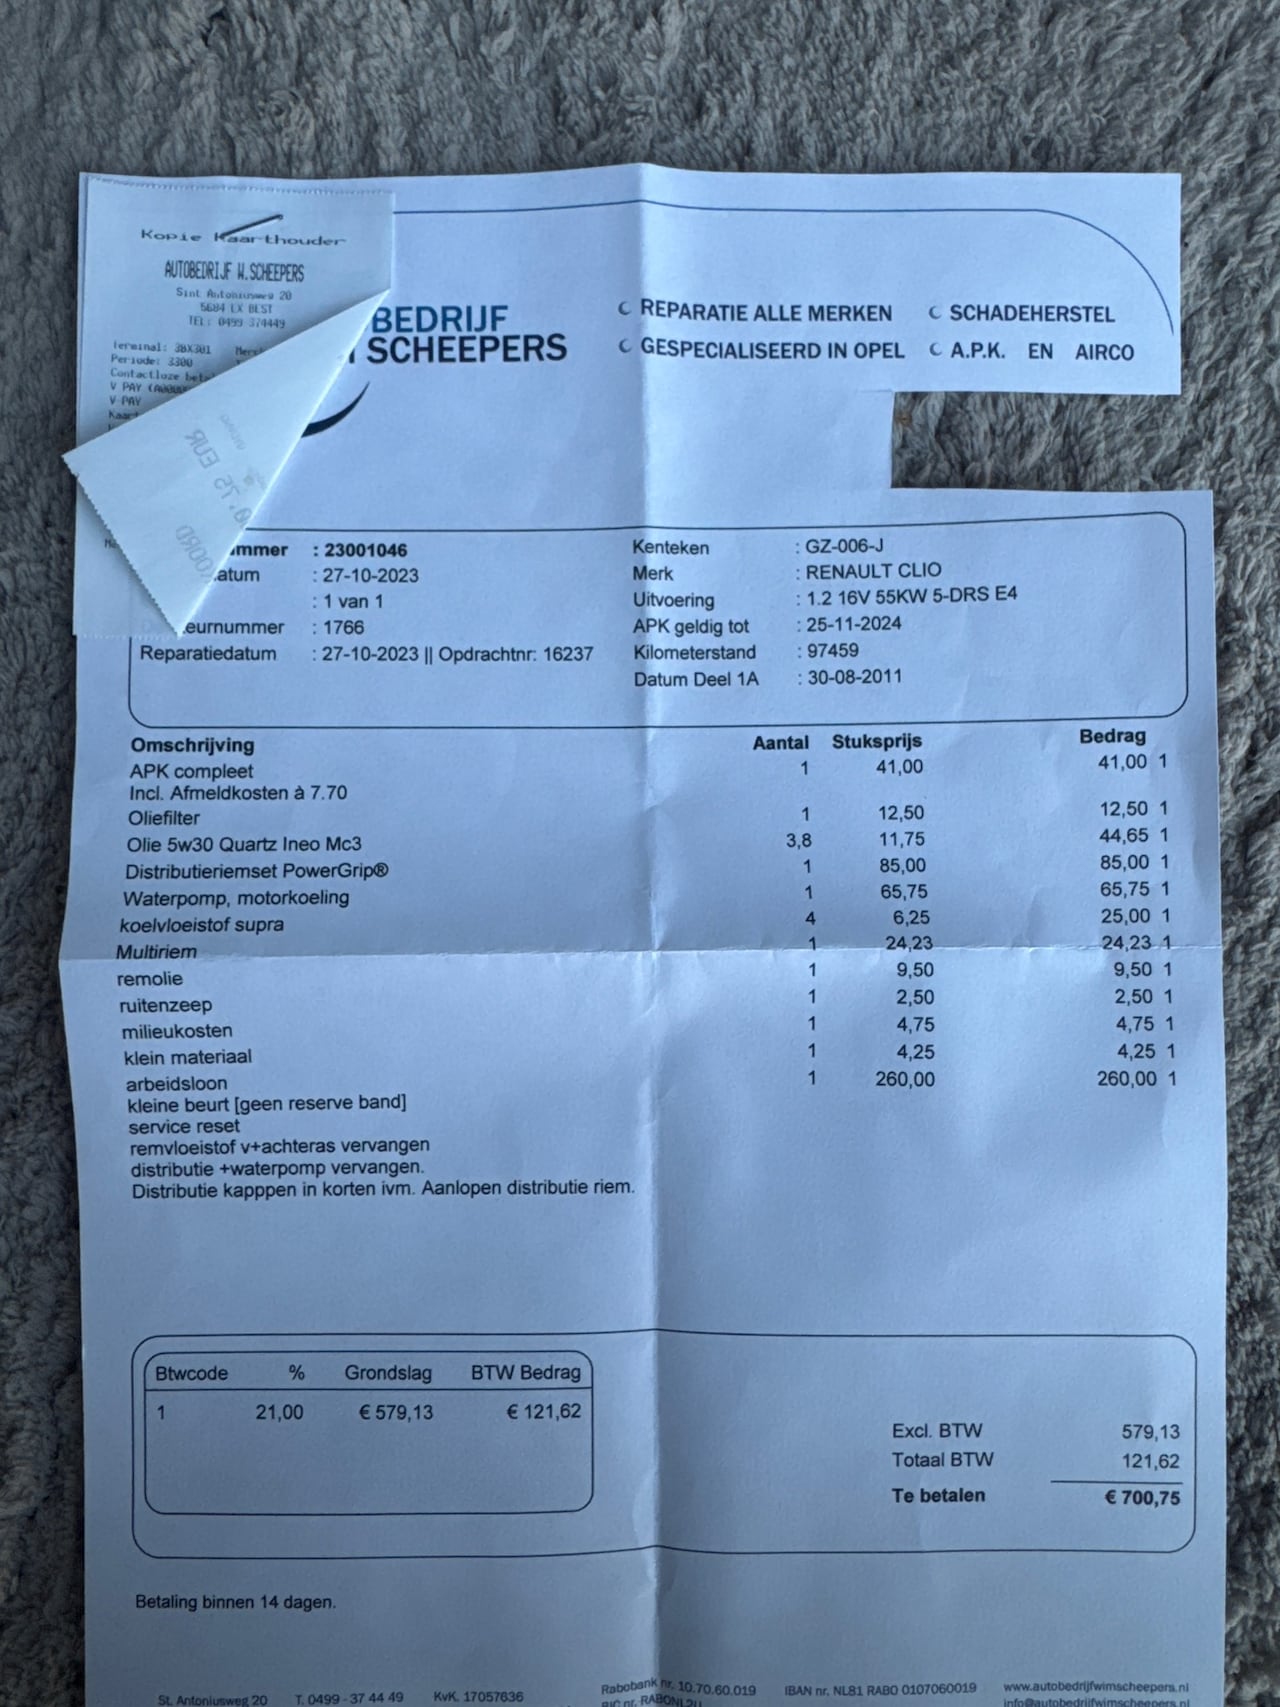 Kopie Kaarthouder
AUTOBEDRIJF W.SCHEEPERS
Sint Antoniusweg 20
5684 LX BEST
TEL: 0499 374449
Terminal: 3BX301
Periode: 3300
Contactloze
V PAY
V PAY
BEDRIJF
SCHEEPERS
REPARATIE ALLE MERKEN SCHADEHERSTEL
GESPECIALISEERD IN OPEL A.P.K. EN AIRCO
mmer : 23001046 Kenteken : GZ-006-J
atum : 27-10-2023 Merk : RENAULT CLIO
: 1 van 1 Uitvoering : 1.2 16V 55KW 5-DRS E4
eurnummer : 1766 APK geldig tot : 25-11-2024
Reparatiedatum : 27-10-2023 || Opdrachtnr: 16237 Kilometerstand : 97459
Datum Deel 1A : 30-08-2011
Omschrijving Aantal Stuksprijs Bedrag
APK compleet 1 41,00 41,00 1
Incl. Afmeldkosten à 7.70
Oliefilter 1 12,50 12,50 1
Olie 5w30 Quartz Ineo Mc3 3,8 11,75 44,65 1
Distributieriemset PowerGrip® 1 85,00 85,00 1
Waterpomp, motorkoeling 1 65,75 65,75 1
koelvloeistof supra 4 6,25 25,00 1
Multiriem 1 24,23 24,23 1
remolie 1 9,50 9,50 1
ruitenzeep 1 2,50 2,50 1
milieukosten 1 4,75 4,75 1
klein materiaal 1 4,25 4,25 1
arbeidsloon 1 260,00 260,00 1
kleine beurt [geen reserve band]
service reset
remvloeistof v+achteras vervangen
distributie +waterpomp vervangen.
Distributie kapppen in korten ivm. Aanlopen distributie riem.
Btwcode % Grondslag BTW Bedrag
1 21,00 € 579,13 € 121,62
Excl. BTW 579,13
Totaal BTW 121,62
Te betalen € 700,75
Betaling binnen 14 dagen.
St. Antoniusweg 20 T. 0499 - 37 44 49 KvK. 17057636 Rabobank nr. 10.70.60.019 IBAN nr. NL81 RABO 0107060019 www.autobedrijfwimscheepers.nl